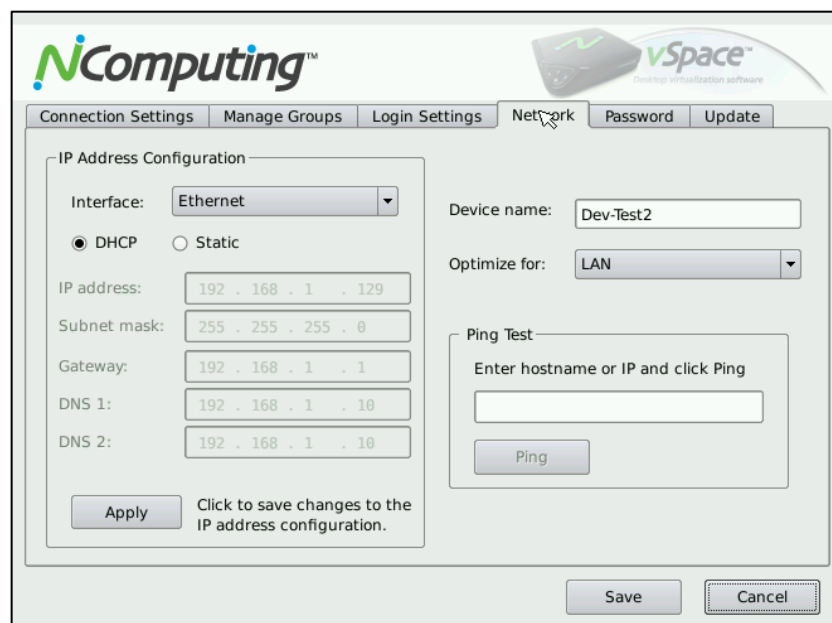 NComputing™
vSpace™
Desktop virtualization software
Connection Settings
Manage Groups
Login Settings
Network
Password
Update
IP Address Configuration
Interface: Ethernet
DHCP Static
IP address: 192 . 168 . 1 . 129
Subnet mask: 255 . 255 . 255 . 0
Gateway: 192 . 168 . 1 . 1
DNS 1: 192 . 168 . 1 . 10
DNS 2: 192 . 168 . 1 . 10
Apply
Click to save changes to the
IP address configuration.
Device name: Dev-Test2
Optimize for: LAN
Ping Test
Enter hostname or IP and click Ping
Ping
Save
Cancel